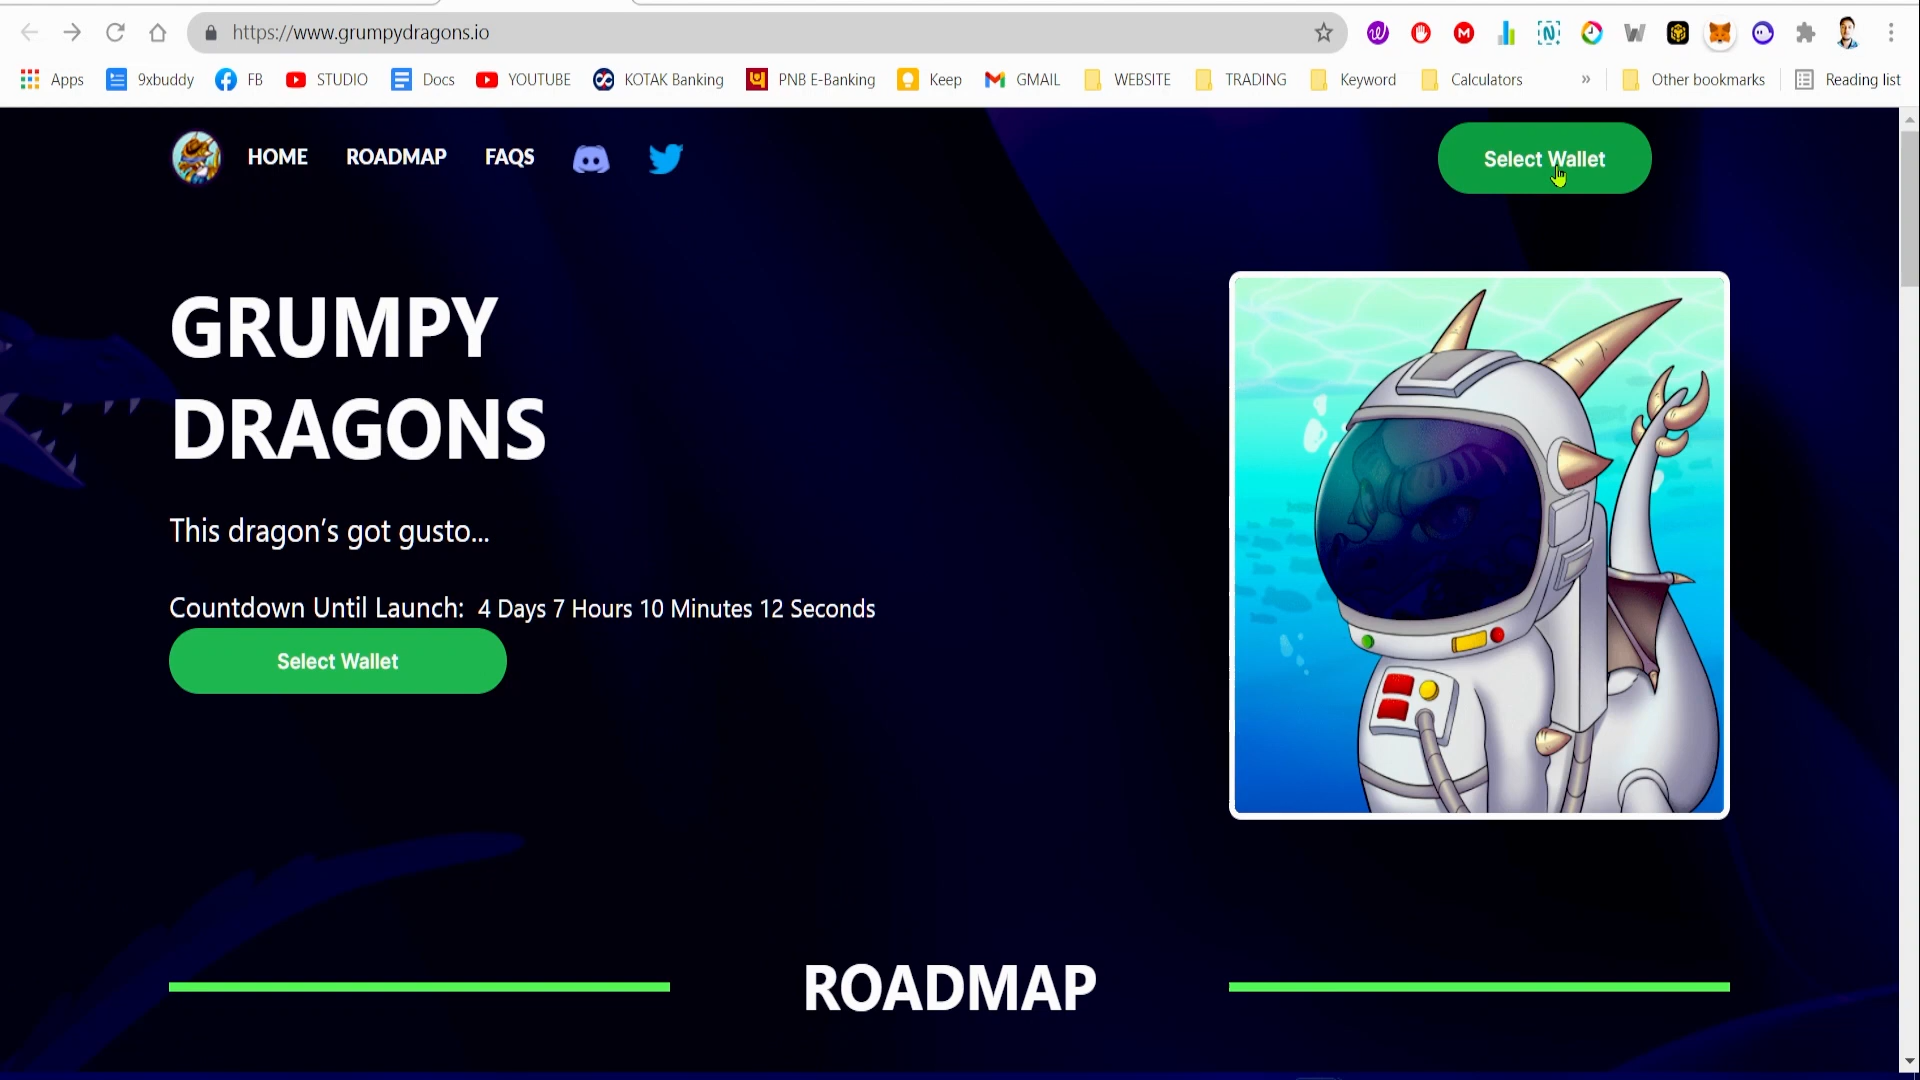 https://www.grumpydragons.io
Apps 9xbuddy FB STUDIO Docs YOUTUBE KOTAK Banking PNB E-Banking Keep GMAIL WEBSITE TRADING Keyword Calculators » Other bookmarks Reading list
HOME ROADMAP FAQS Select Wallet
GRUMPY
DRAGONS
This dragon’s got gusto...
Countdown Until Launch: 4 Days 7 Hours 10 Minutes 12 Seconds
Select Wallet
ROADMAP